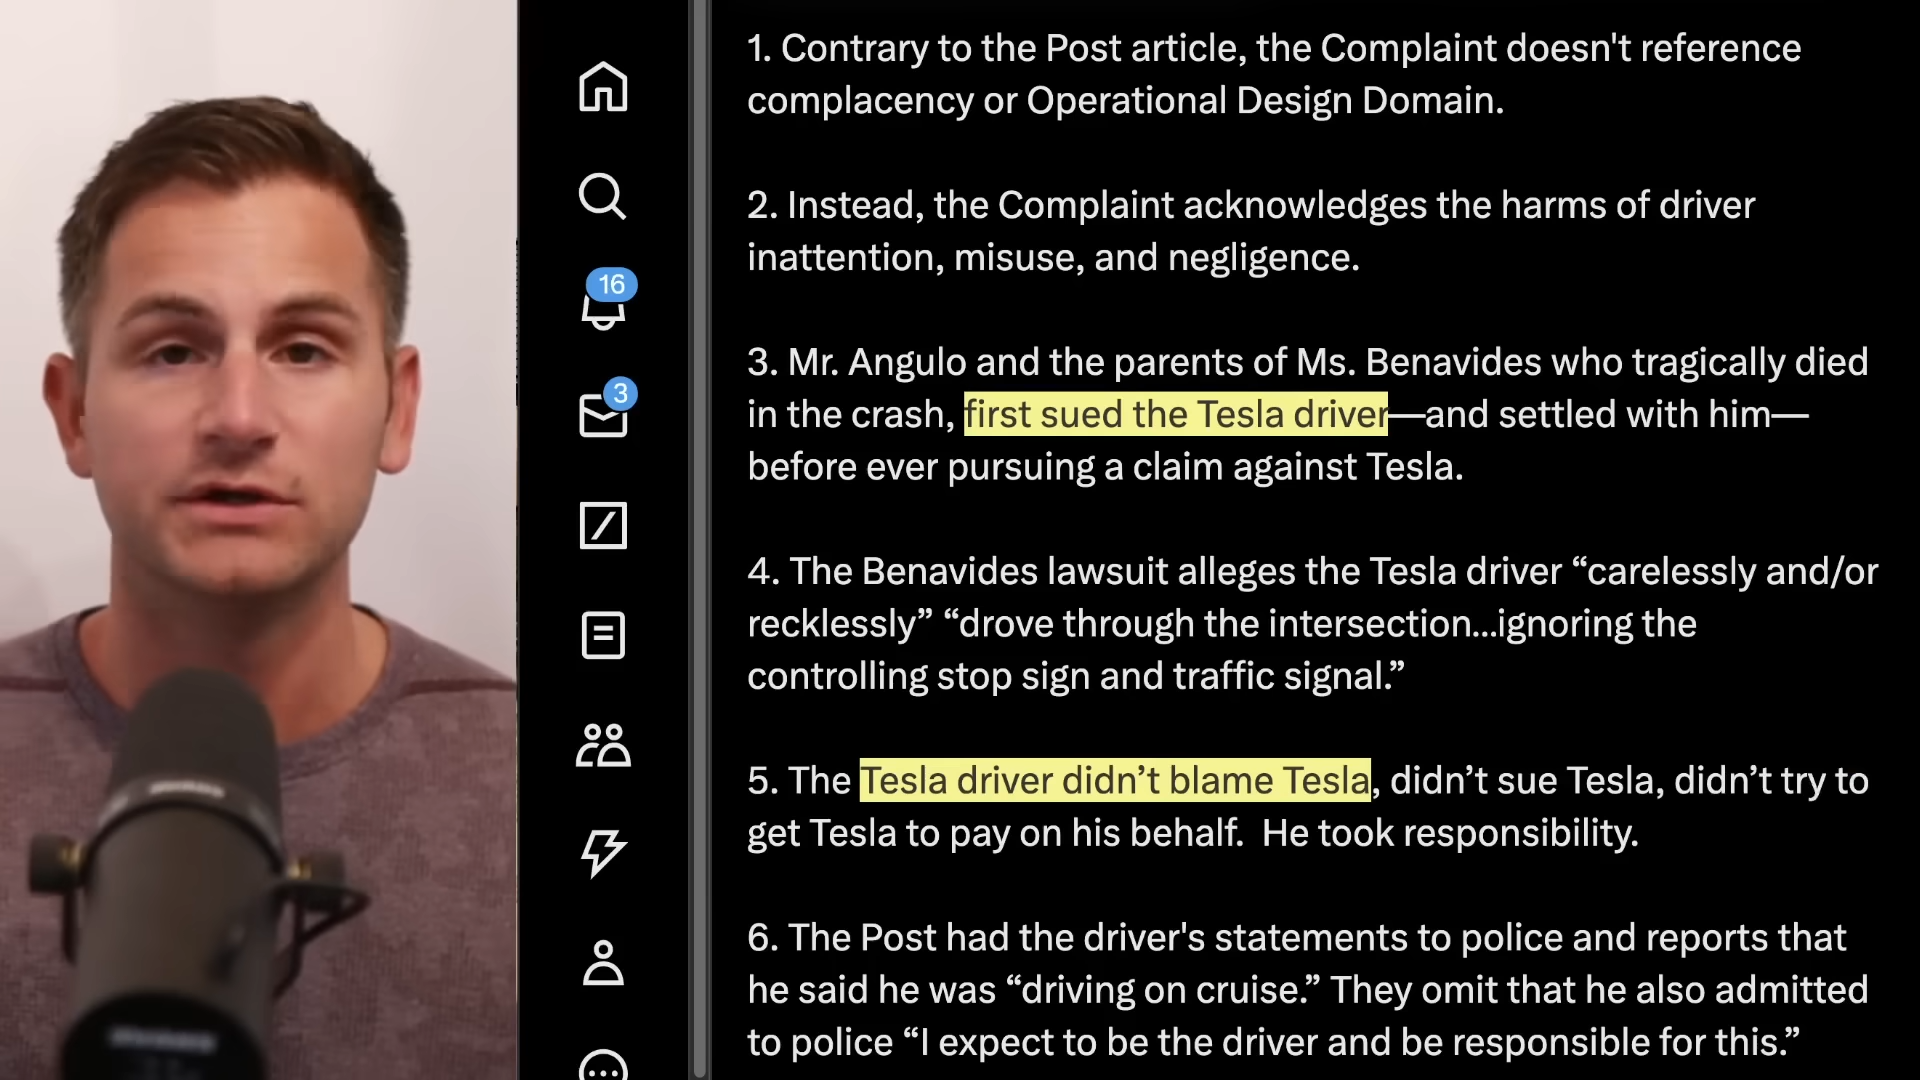 1. Contrary to the Post article, the Complaint doesn't reference
complacency or Operational Design Domain.
2. Instead, the Complaint acknowledges the harms of driver
inattention, misuse, and negligence.
16
3. Mr. Angulo and the parents of Ms. Benavides who tragically died
3
in the crash, first sued the Tesla driver—and settled with him—
before ever pursuing a claim against Tesla.
4. The Benavides lawsuit alleges the Tesla driver “carelessly and/or
recklessly” “drove through the intersection...ignoring the
controlling stop sign and traffic signal.”
5. The Tesla driver didn’t blame Tesla, didn’t sue Tesla, didn’t try to
get Tesla to pay on his behalf.  He took responsibility.
6. The Post had the driver's statements to police and reports that
he said he was “driving on cruise.” They omit that he also admitted
to police “I expect to be the driver and be responsible for this.”